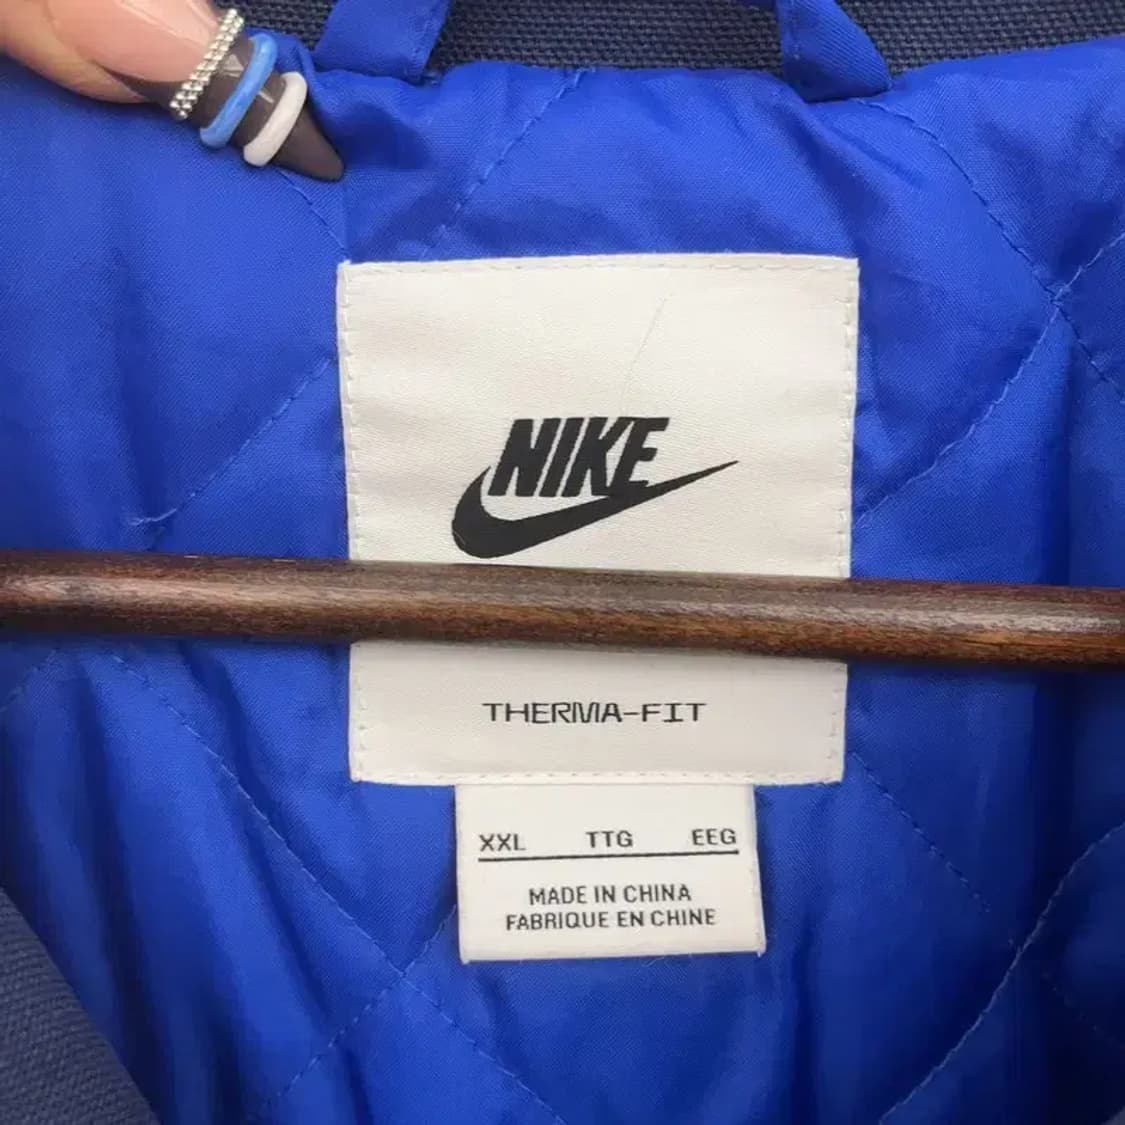 NIKE
THERMA-FIT
XXL TTG EEG
MADE IN CHINA
FABRIQUE EN CHINE